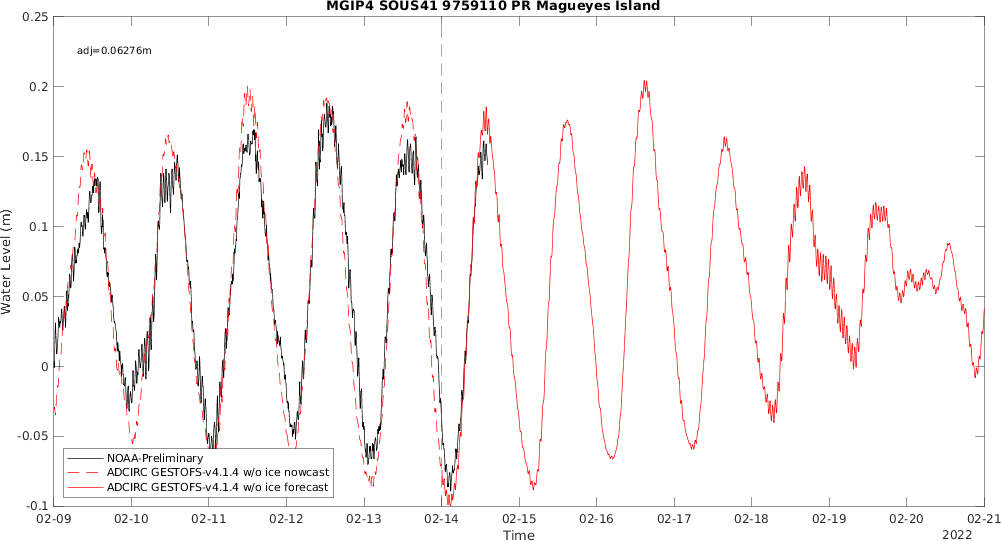 MGIP4 SOUS41 9759110 PR Magueyes Island
adj=0.06276m
0.25
0.2
0.15
0.1
0.05
0
-0.05
-0.1
Water Level (m)
NOAA-Preliminary
ADCIRC GESTOFS-v4.1.4 w/o ice nowcast
ADCIRC GESTOFS-v4.1.4 w/o ice forecast
02-09 02-10 02-11 02-12 02-13 02-14 02-15 02-16 02-17 02-18 02-19 02-20 02-21
Time
2022